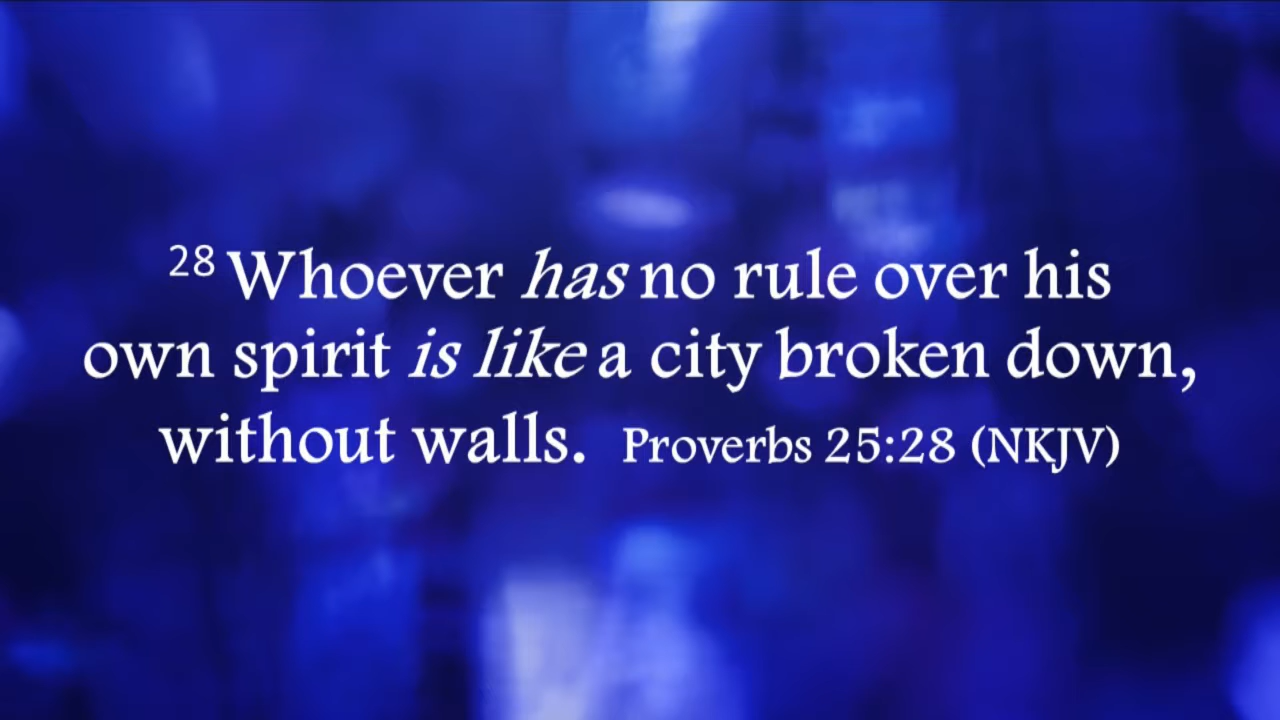 28 Whoever has no rule over his
own spirit is like a city broken down,
without walls. Proverbs 25:28 (NKJV)